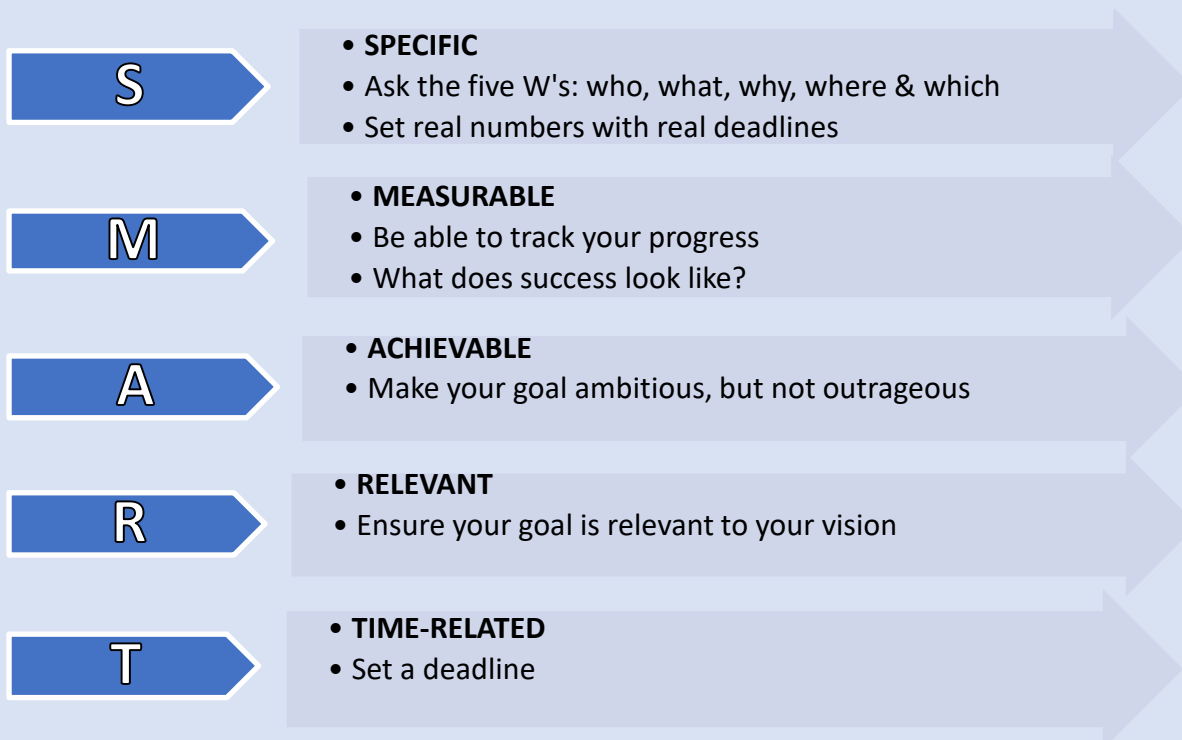 S
• SPECIFIC
• Ask the five W's: who, what, why, where & which
• Set real numbers with real deadlines
M
• MEASURABLE
• Be able to track your progress
• What does success look like?
A
• ACHIEVABLE
• Make your goal ambitious, but not outrageous
R
• RELEVANT
• Ensure your goal is relevant to your vision
T
• TIME-RELATED
• Set a deadline